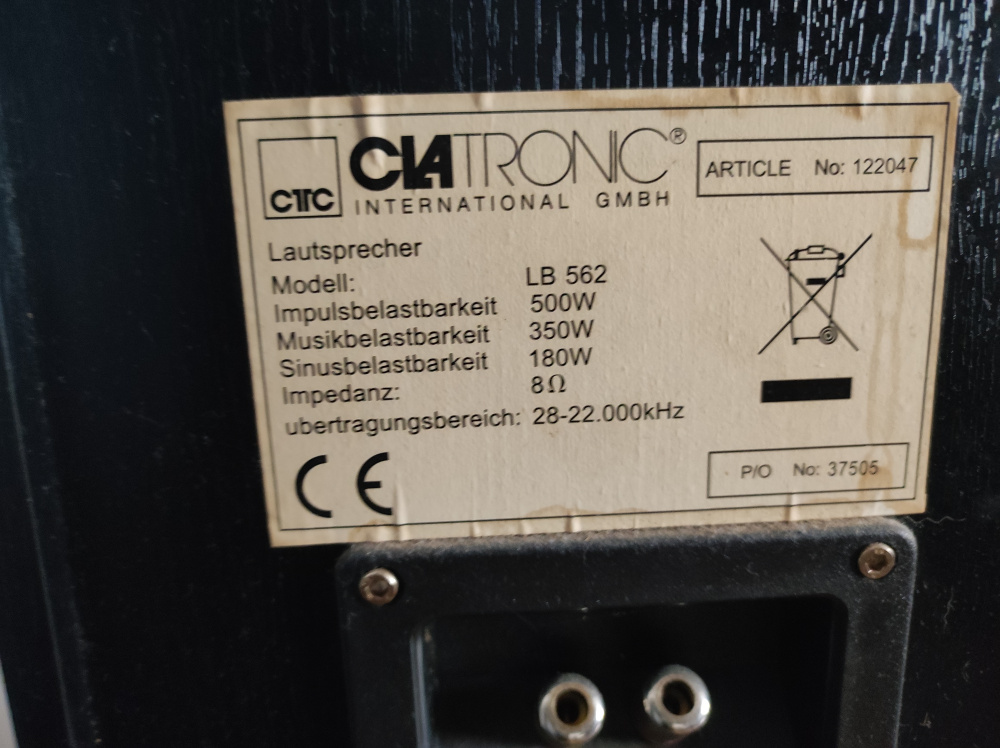 CTC
CLATRONIC®
INTERNATIONAL GMBH
ARTICLE No: 122047
Lautsprecher
Modell: LB 562
Impulsbelastbarkeit 500W
Musikbelastbarkeit 350W
Sinusbelastbarkeit 180W
Impedanz: 8Ω
ubertragungsbereich: 28-22.000kHz
CE
P/O No: 37505